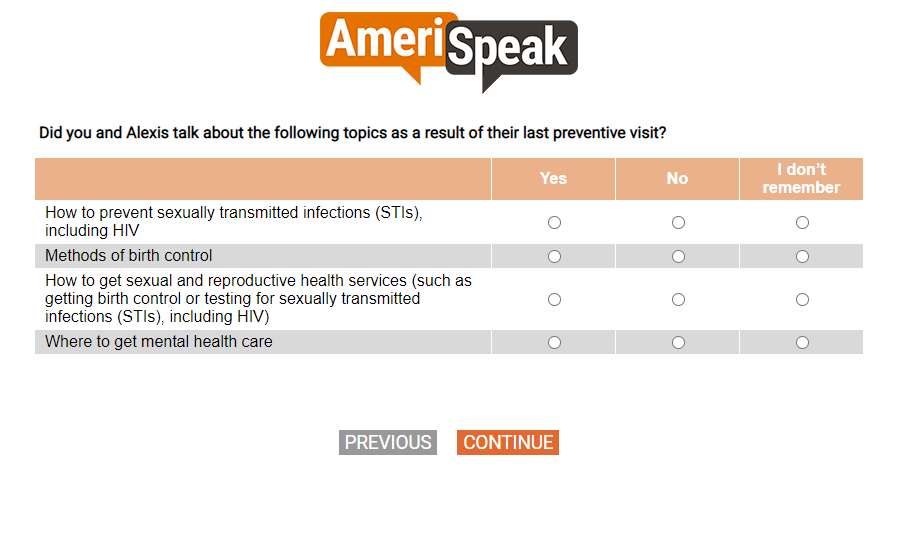 AmeriSpeak
Did you and Alexis talk about the following topics as a result of their last preventive visit?
Yes
No
I don't
remember
How to prevent sexually transmitted infections (STIs),
including HIV
Methods of birth control
How to get sexual and reproductive health services (such as
getting birth control or testing for sexually transmitted
infections (STIs), including HIV)
Where to get mental health care
PREVIOUS
CONTINUE